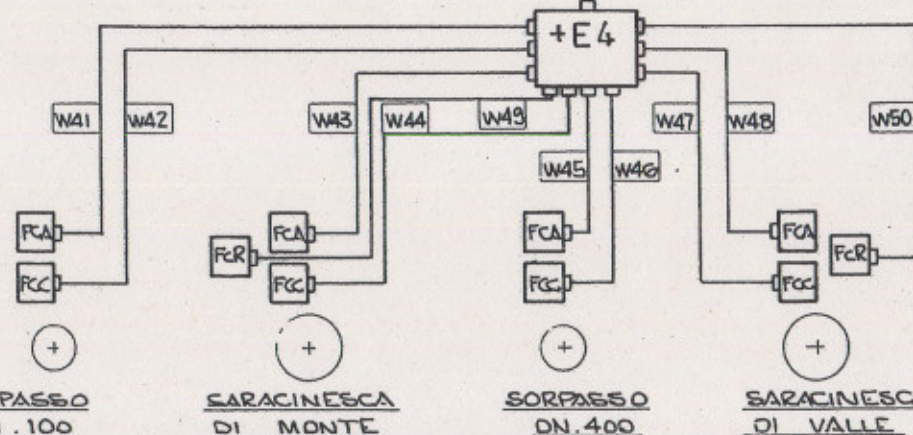 +E4
W41
W42
W43
W44
W49
W47
W48
W50
W45
W46
FCA
FCA
FCA
FCA
FCR
FCR
FCC
FCC
FCC
FCC
PASSO
.100
SARACINESCA
DI MONTE
SORPASSO
DN.400
SARACINESC
DI VALLE